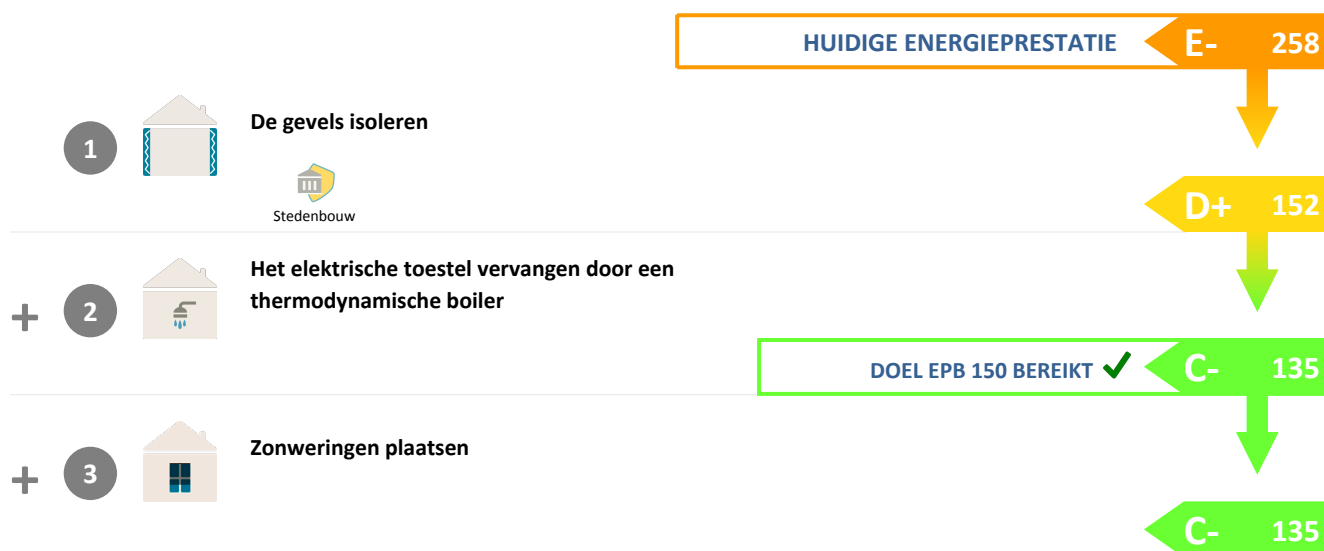 HUIDIGE ENERGIEPRESTATIE E- 258
1 De gevels isoleren
Stedenbouw
D+ 152
+ 2 Het elektrische toestel vervangen door een
thermodynamische boiler
DOEL EPB 150 BEREIKT ✓ C- 135
+ 3 Zonweringen plaatsen
C- 135